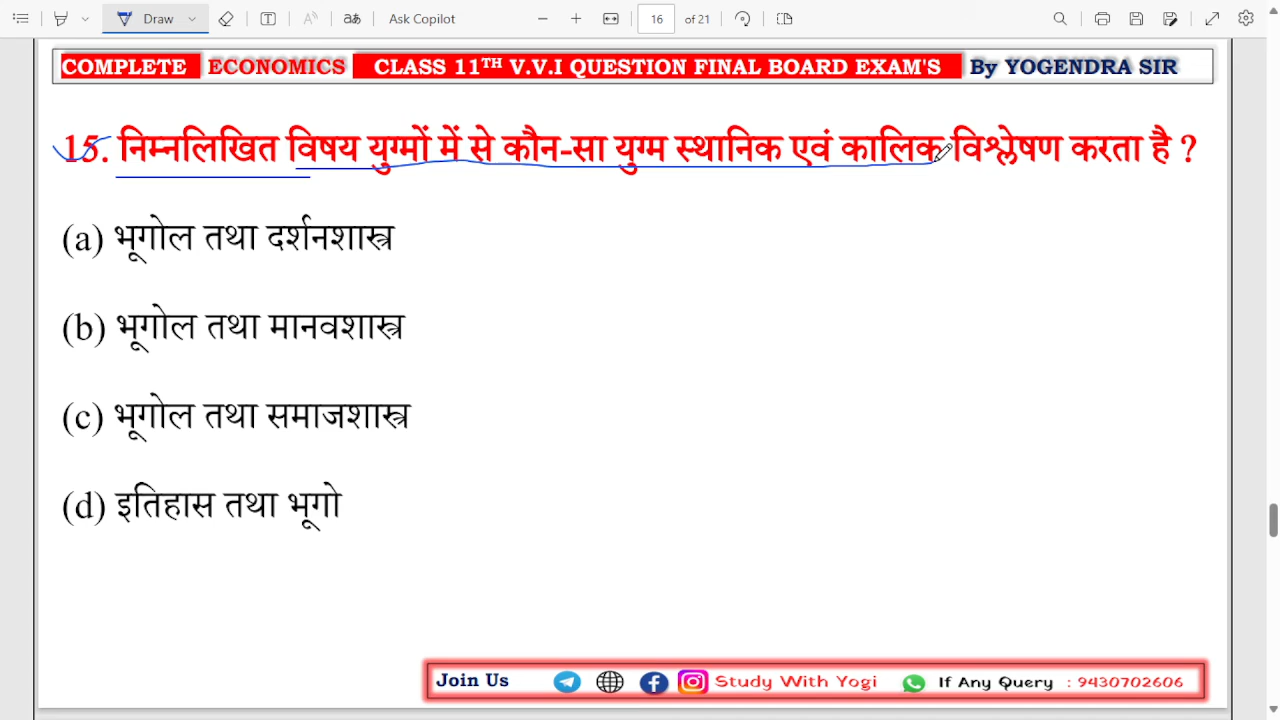 Draw
Ask Copilot
16 of 21
COMPLETE ECONOMICS CLASS 11TH V.V.I QUESTION FINAL BOARD EXAM'S By YOGENDRA SIR
15. निम्नलिखित विषय युग्मों में से कौन-सा युग्म स्थानिक एवं कालिक विश्लेषण करता है ?
(a) भूगोल तथा दर्शनशास्त्र
(b) भूगोल तथा मानवशास्त्र
(c) भूगोल तथा समाजशास्त्र
(d) इतिहास तथा भूगो
Join Us Study With Yogi If Any Query : 9430702606